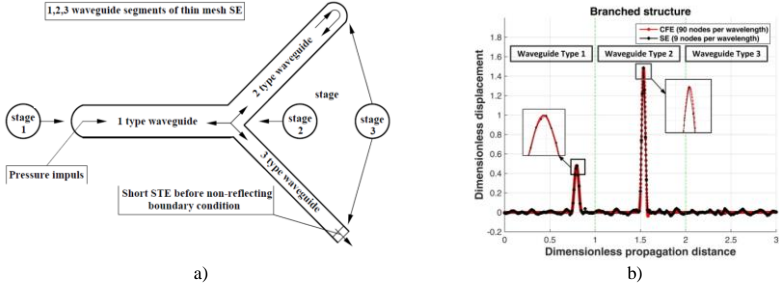 1,2,3 waveguide segments of thin mesh SE
2 type waveguide
stage
stage
1
1 type waveguide
stage
2
stage
3
3 type waveguide
Pressure impuls
Short STE before non-reflecting
boundary condition
a)
Branched structure
CFE (90 nodes per wavelength)
SE (9 nodes per wavelength)
Waveguide Type 1
Waveguide Type 2
Waveguide Type 3
Dimensionless displacement
1.8
1.6
1.4
1.2
1
0.8
0.6
0.4
0.2
0
-0.2
0
0.5
1.0
1.5
2.0
2.5
3
Dimensionless propagation distance
b)